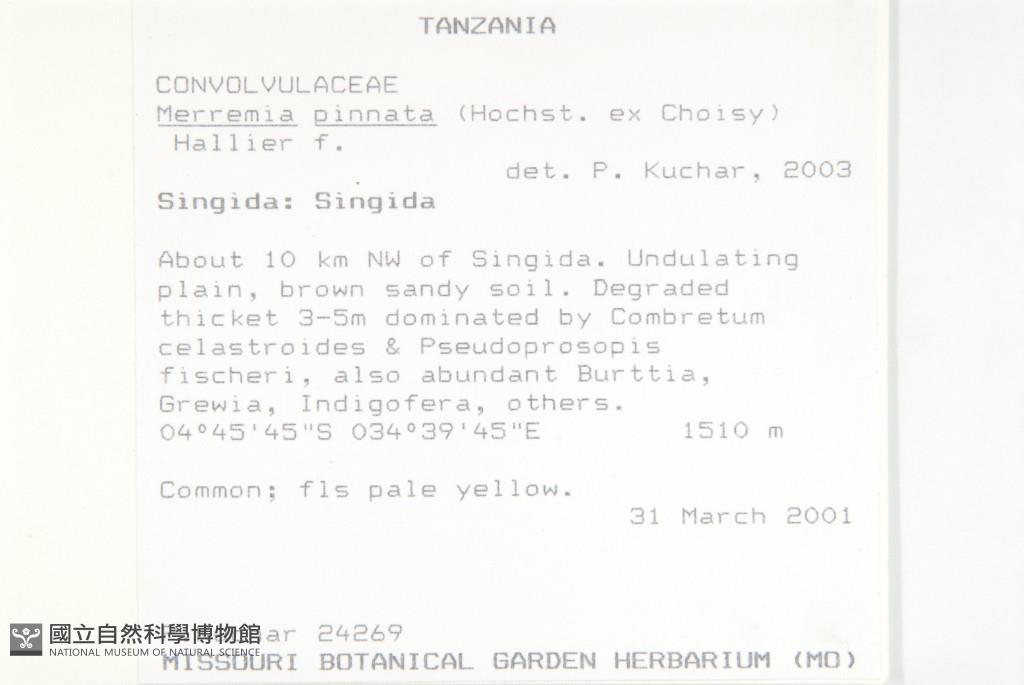 TANZANIA
CONVOLVULACEAE
Merremia pinnata (Hochst. ex Choisy)
Hallier f.
det. P. Kuchar, 2003
Singida: Singida
About 10 km NW of Singida. Undulating
plain, brown sandy soil. Degraded
thicket 3-5m dominated by Combretum
celastroides & Pseudoprosopis
fischeri, also abundant Burttia,
Grewia, Indigofera, others.
04°45'45"S 034°39'45"E 1510 m
Common; fls pale yellow.
31 March 2001
24269
國立自然科學博物館
NATIONAL MUSEUM OF NATURAL SCIENCE
MISSOURI BOTANICAL GARDEN HERBARIUM (MO)